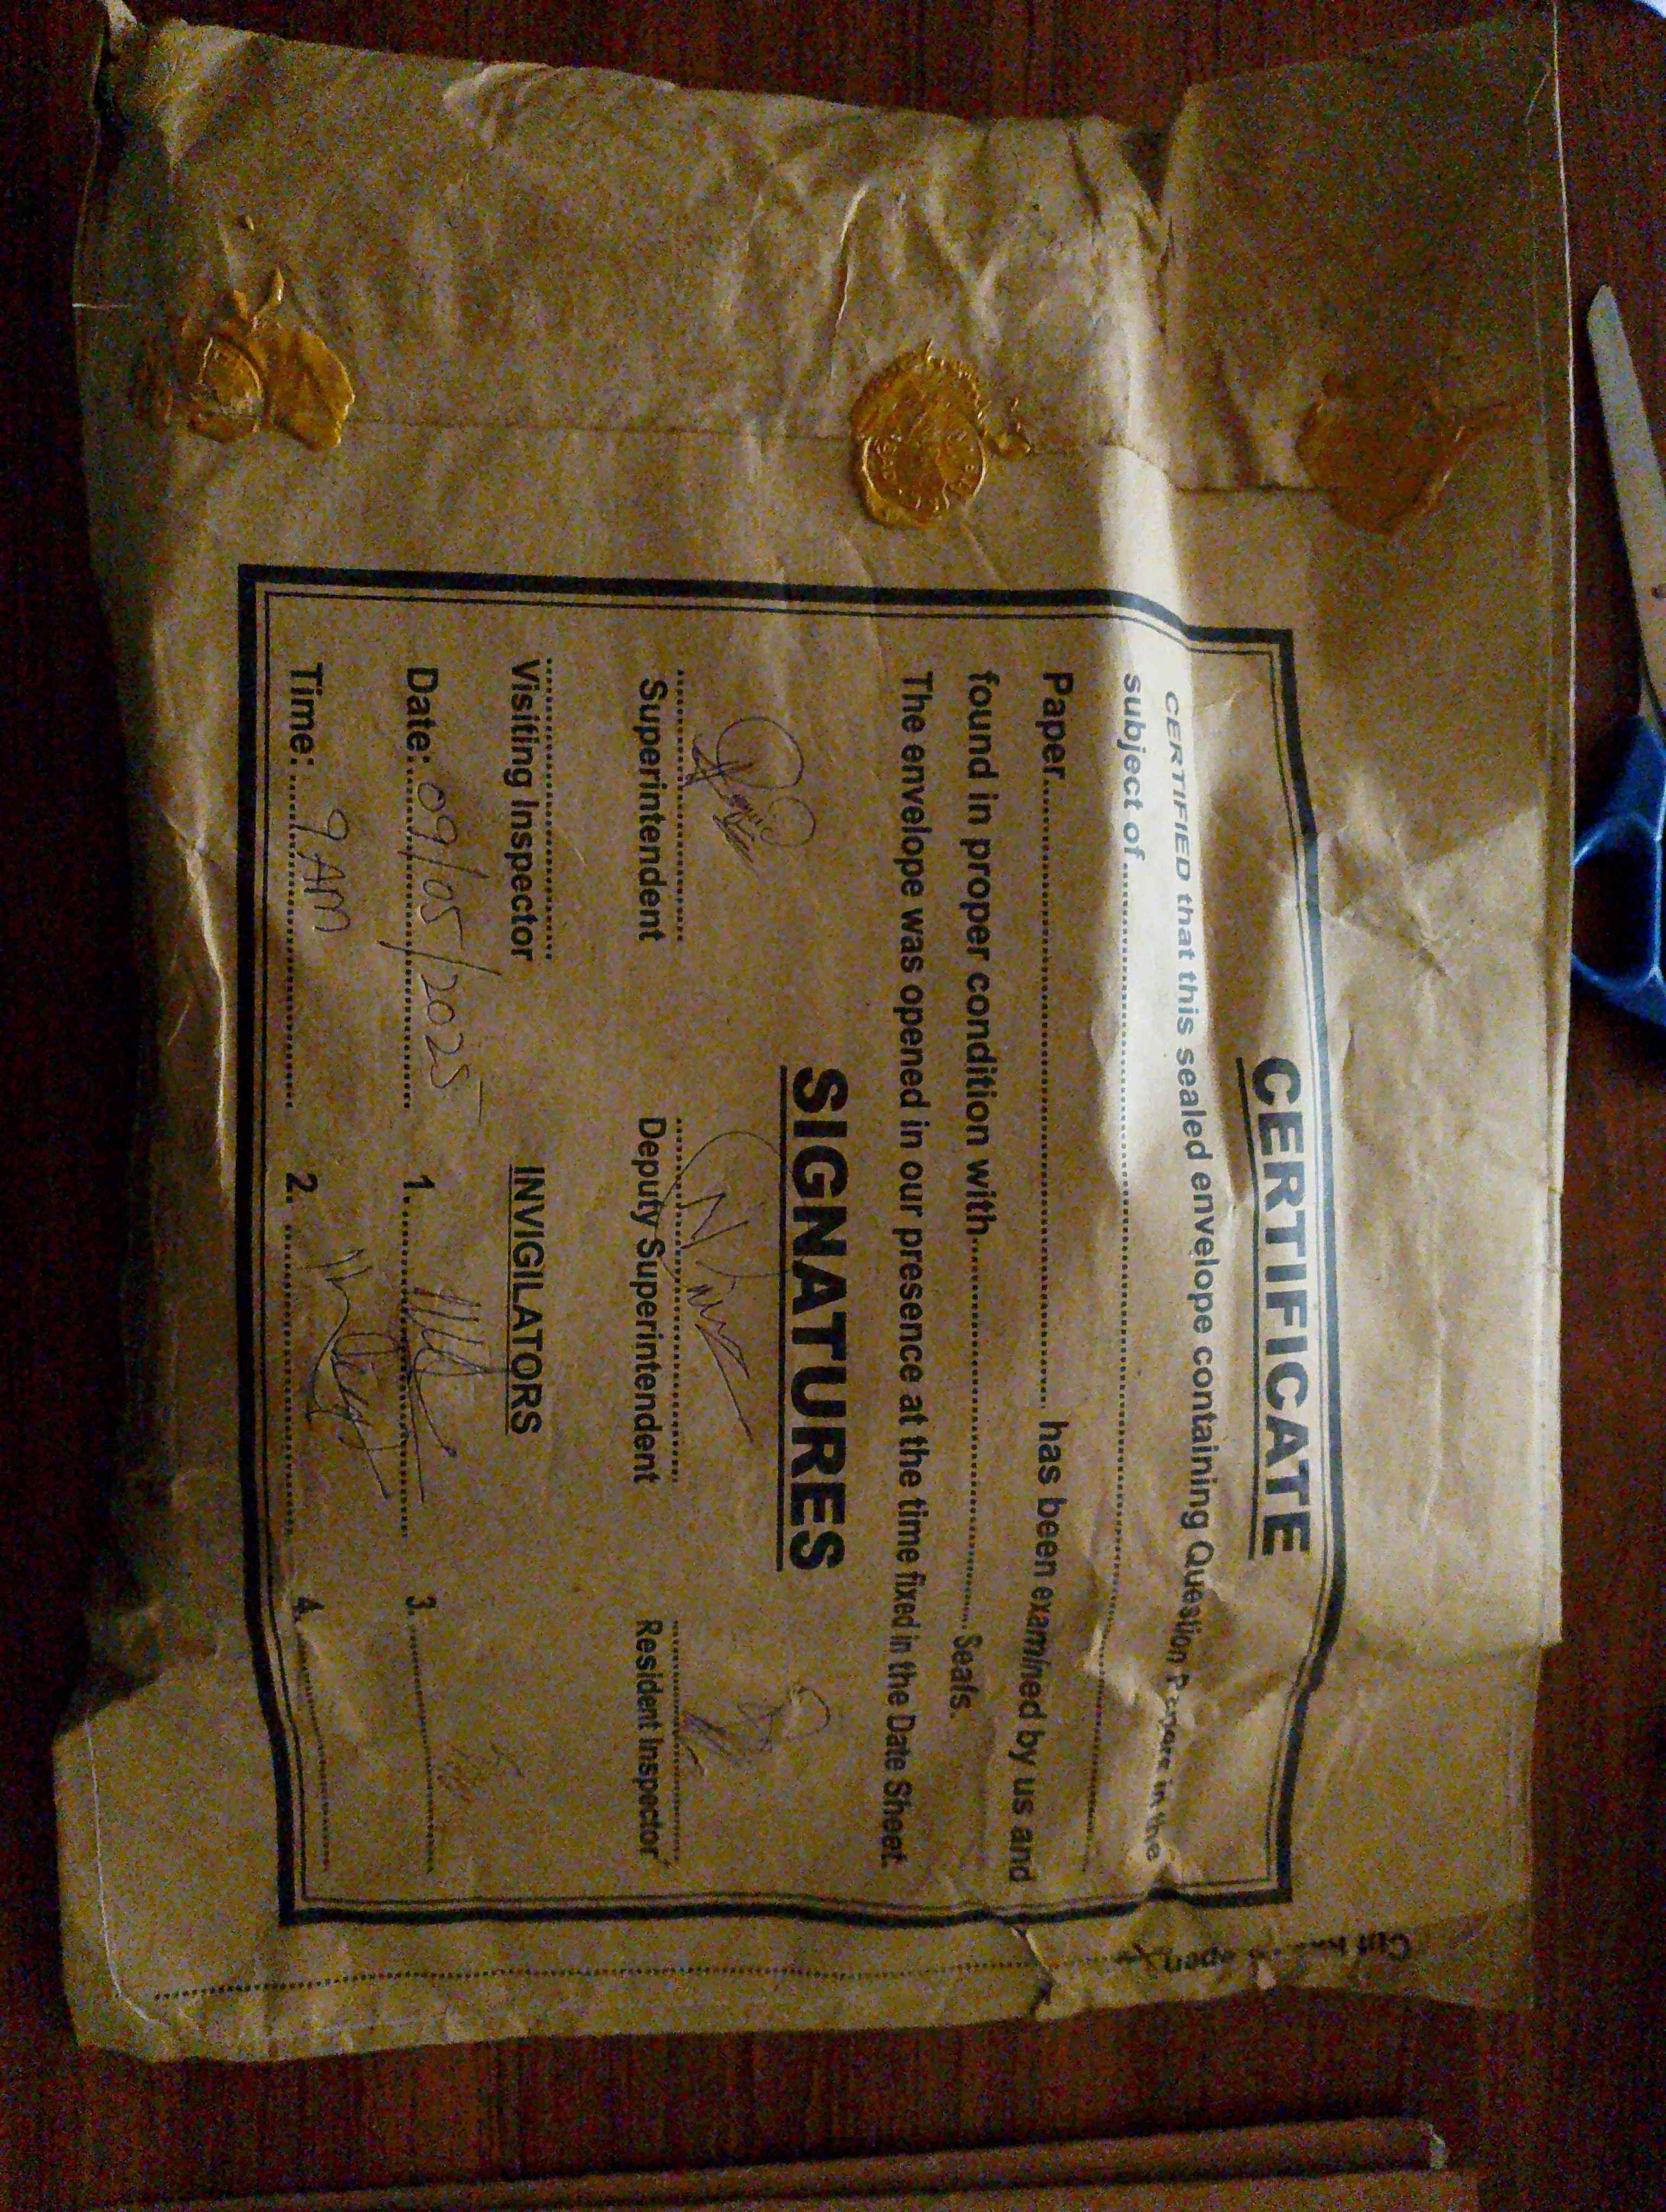 CERTIFICATE
CERTIFIED that this sealed envelope containing Question Papers in the
subject of
Paper has been examined by us and
found in proper condition with Seals.
The envelope was opened in our presence at the time fixed in the Date Sheet.
SIGNATURES
Superintendent Deputy Superintendent Resident Inspector
Visiting Inspector INVIGILATORS
Date: 09/05/2025 1. 3.
Time: 9 AM 2. 4.
Cut open